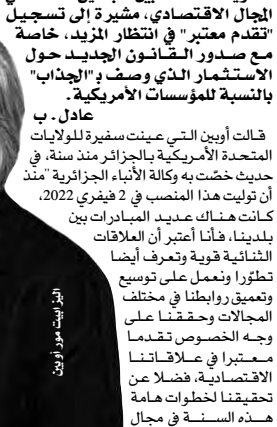 المجال الاقتصادي، مشيرة إلى تسجيل
"تقدم معتبر" في انتظار المزيد، خاصة
مع صدور القانون الجديد حول
الاستثمار الذي وصف بـ"الجذاب"
بالنسبة للمؤسسات الأمريكية.
عادل. ب
قالت أوبين التي عينت سفيرة للولايات
المتحدة الأمريكية بالجزائر منذ سنة، في
حديث خصّت به وكالة الأنباء الجزائرية "منذ
أن توليت هذا المنصب في 2 فيفري 2022،
كانت هناك عديد المبادرات بين
بلدينا، فأنا أعتبر أن العلاقات
الثنائية قوية وتعرف أيضا
تطوّرا ونعمل على توسيع
وتعميق روابطنا في مختلف
المجالات وحققنا على
وجه الخصوص تقدما
معتبرا في علاقاتنا
الاقتصادية، فضلا عن
تحقيقنا لخطوات هامة
هذه السنة في مجال
اليزابيث مور أوبين